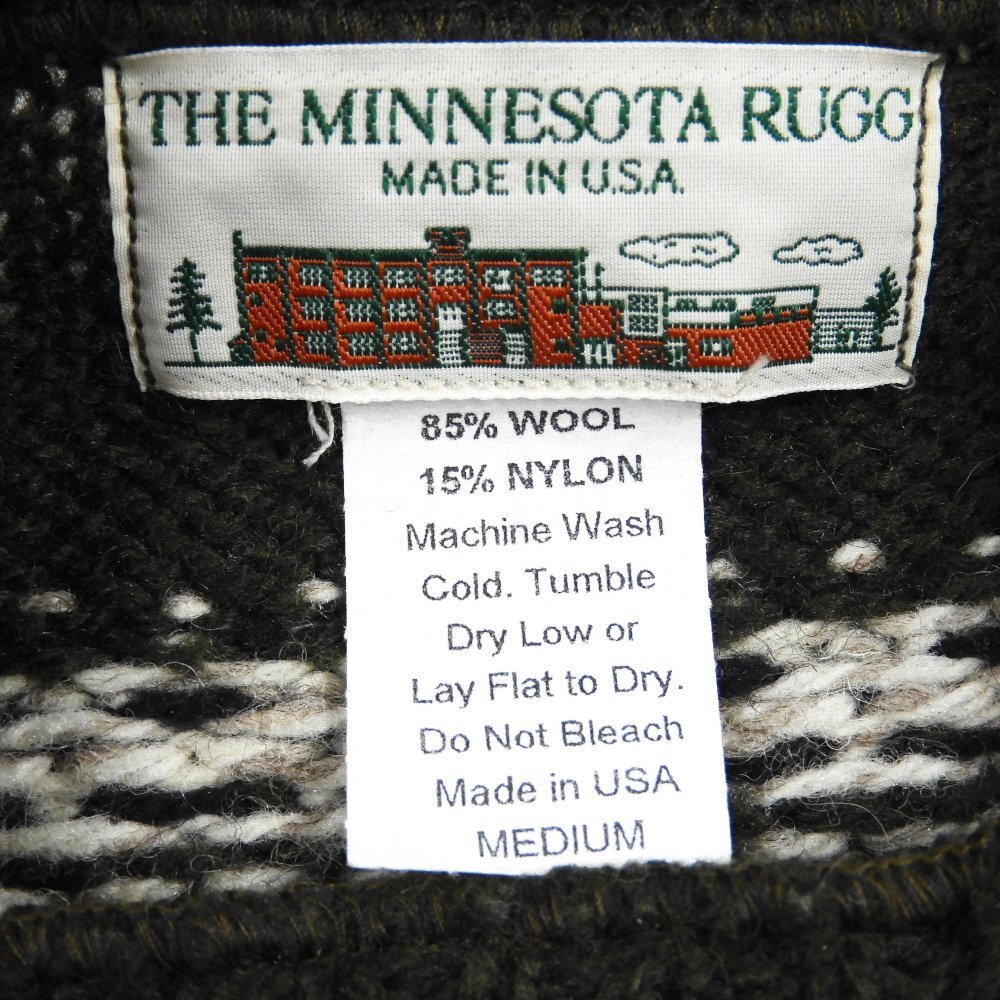 THE MINNESOTA RUGG
MADE IN U.S.A.
85% WOOL
15% NYLON
Machine Wash
Cold. Tumble
Dry Low or
Lay Flat to Dry.
Do Not Bleach
Made in USA
MEDIUM